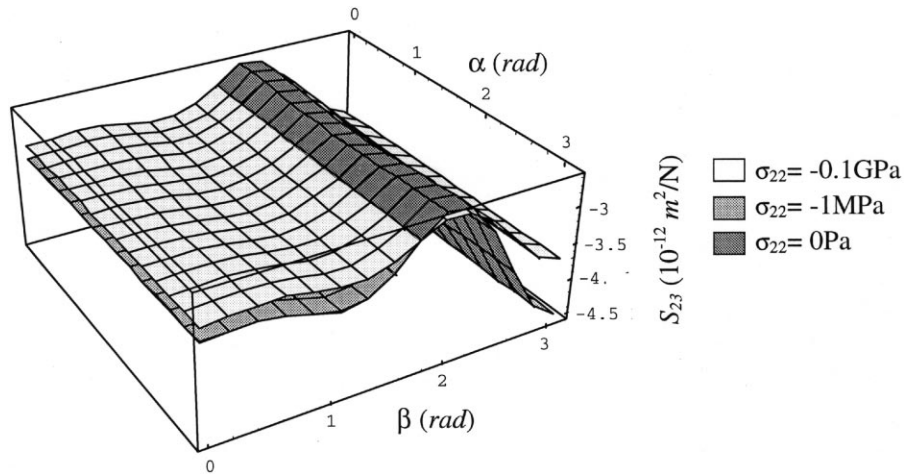 0
1
α (rad)
2
3
-3
-3.5
-4.
-4.5
S₂₃ (10⁻¹² m²/N)
σ₂₂= -0.1GPa
σ₂₂= -1MPa
σ₂₂= 0Pa
3
2
1
0
β (rad)